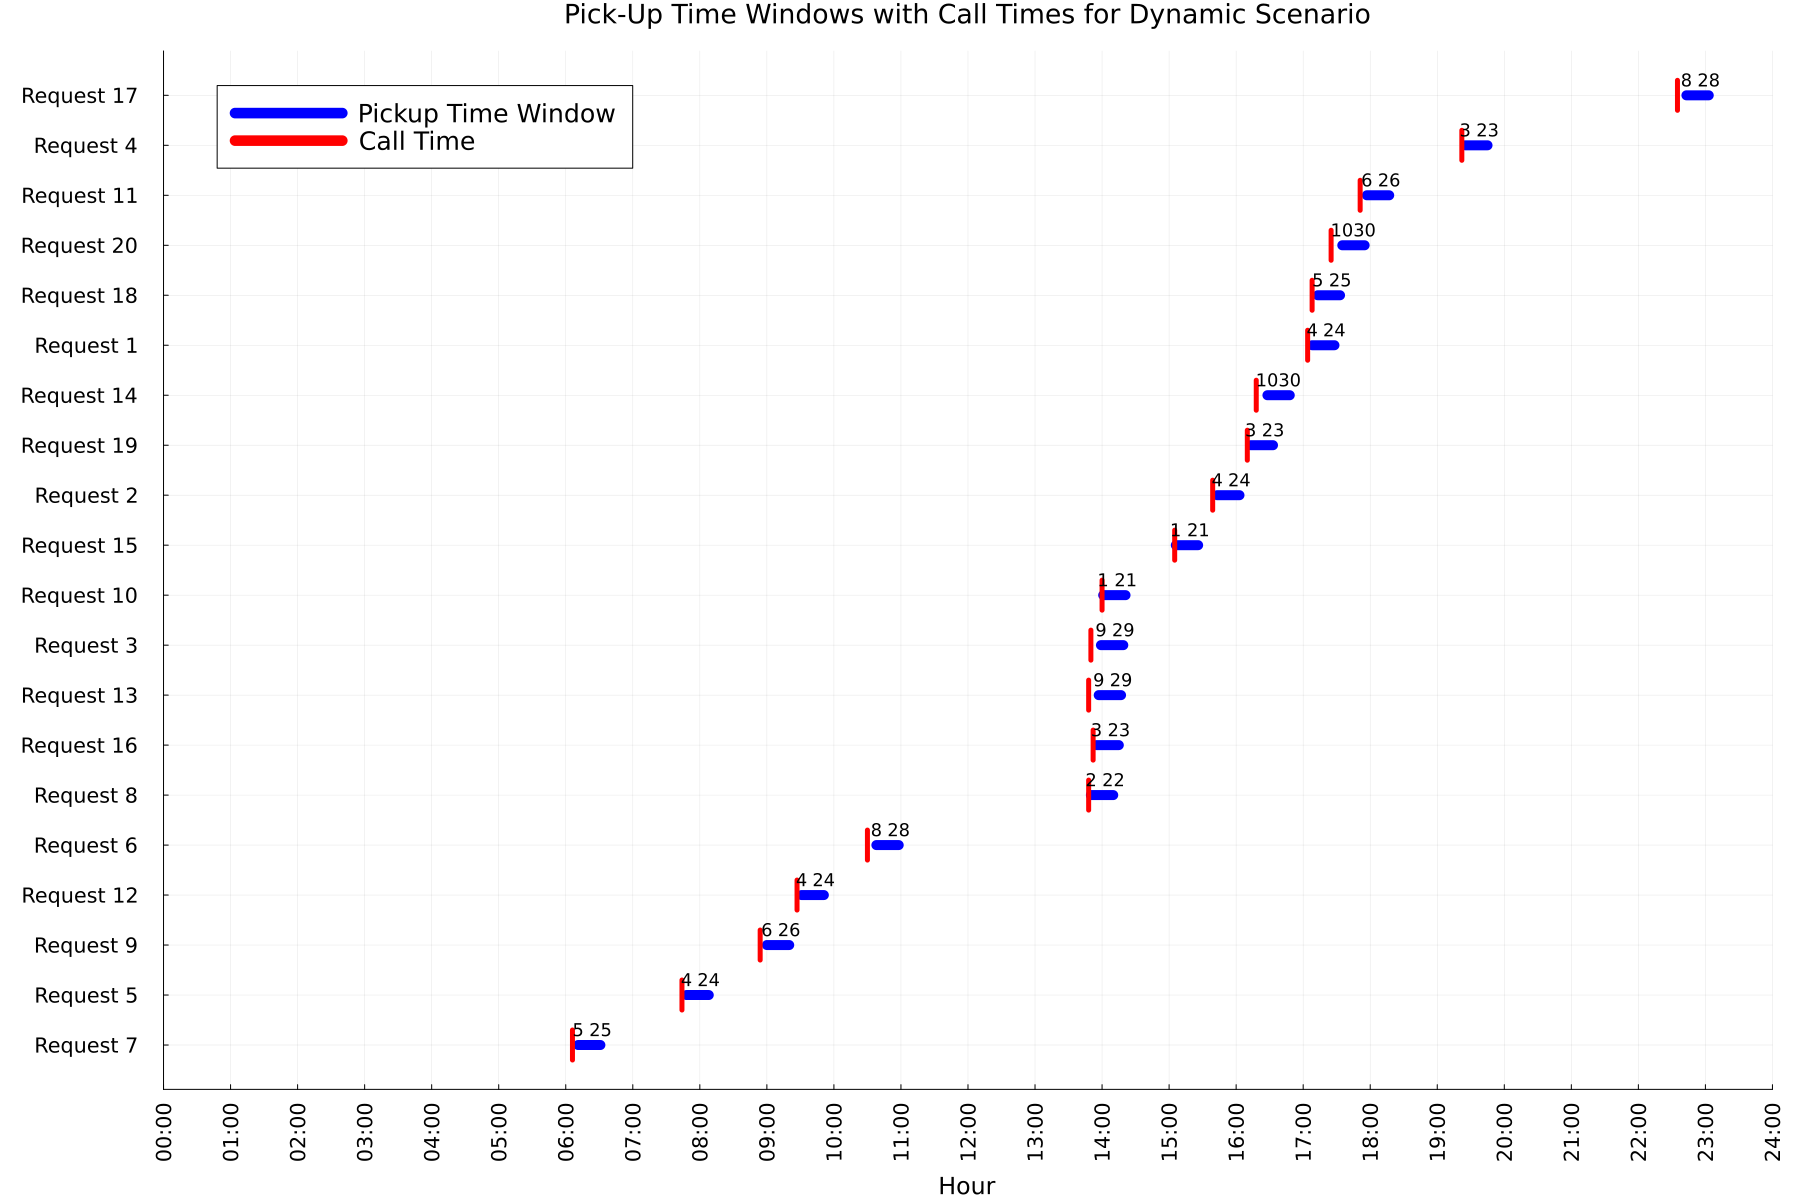 Pick-Up Time Windows with Call Times for Dynamic Scenario
Pickup Time Window
Call Time
Request 17
8 28
Request 4
3 23
Request 11
6 26
Request 20
1030
Request 18
5 25
Request 1
4 24
Request 14
1030
Request 19
3 23
Request 2
4 24
Request 15
1 21
Request 10
1 21
Request 3
9 29
Request 13
9 29
Request 16
3 23
Request 8
2 22
Request 6
8 28
Request 12
4 24
Request 9
6 26
Request 5
4 24
Request 7
5 25
00:00
01:00
02:00
03:00
04:00
05:00
06:00
07:00
08:00
09:00
10:00
11:00
12:00
13:00
14:00
15:00
16:00
17:00
18:00
19:00
20:00
21:00
22:00
23:00
24:00
Hour